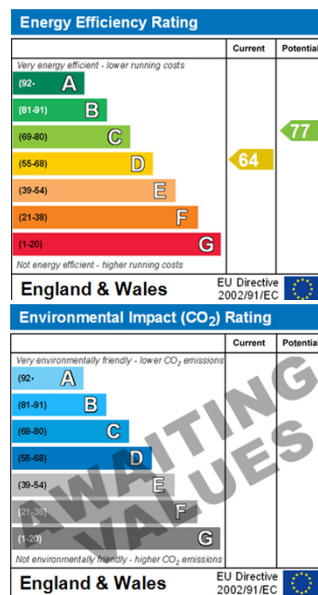 Energy Efficiency Rating
Current Potential
Very energy efficient - lower running costs
(92- A
(81-91) B
(69-80) C
(55-68) D
(39-54) E
(21-38) F
(1-20) G
64
77
Not energy efficient - higher running costs
England & Wales
EU Directive
2002/91/EC
Environmental Impact (CO₂) Rating
Current Potential
Very environmentally friendly - lower CO₂ emissions
(92- A
(81-91) B
(69-80) C
(55-68) D
(39-54) E
(21-38) F
(1-20) G
AWAITING
VALUES
Not environmentally friendly - higher CO₂ emissions
England & Wales
EU Directive
2002/91/EC